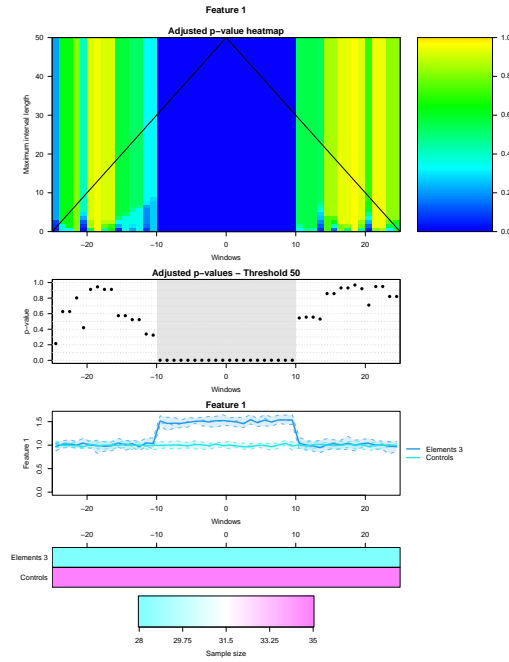 Feature 1
Adjusted p−value heatmap
Maximum interval length
50
40
30
20
10
0
−20 −10 0 10 20
Windows
1.0
0.8
0.6
0.4
0.2
0.0
Adjusted p−values − Threshold 50
p−value
1.0
0.8
0.6
0.4
0.2
0.0
−20 −10 0 10 20
Windows
Feature 1
Feature 1
1.5
1.0
0.5
0.0
Elements 3
Controls
−20 −10 0 10 20
Windows
−20 −10 0 10 20
Elements 3
Controls
28 29.75 31.5 33.25 35
Sample size